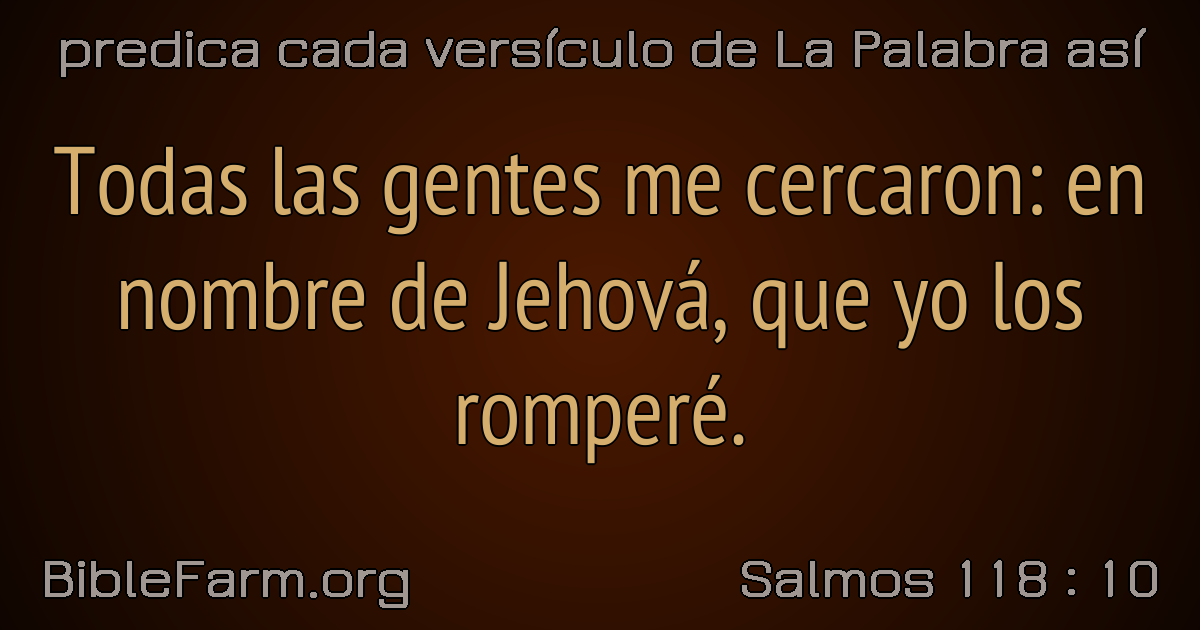 predica cada versículo de La Palabra así
Todas las gentes me cercaron: en
nombre de Jehová, que yo los
romperé.
BibleFarm.org
Salmos 118 : 10